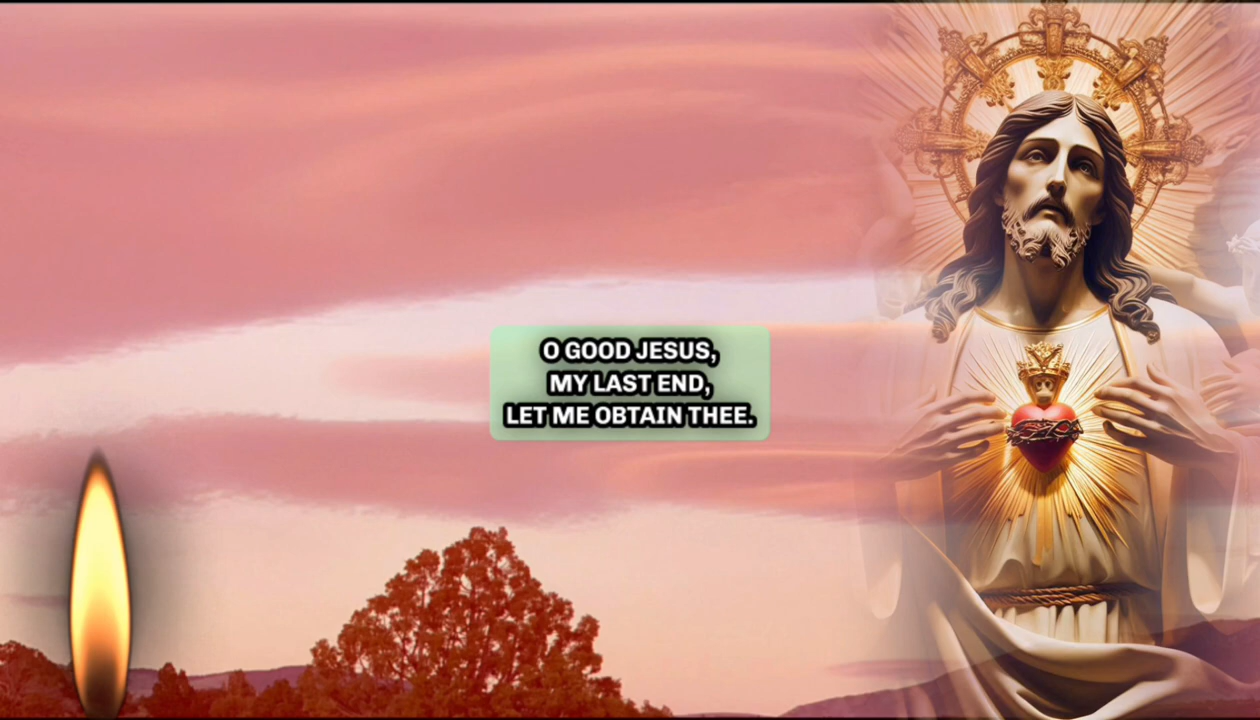 O GOOD JESUS,
MY LAST END,
LET ME OBTAIN THEE.